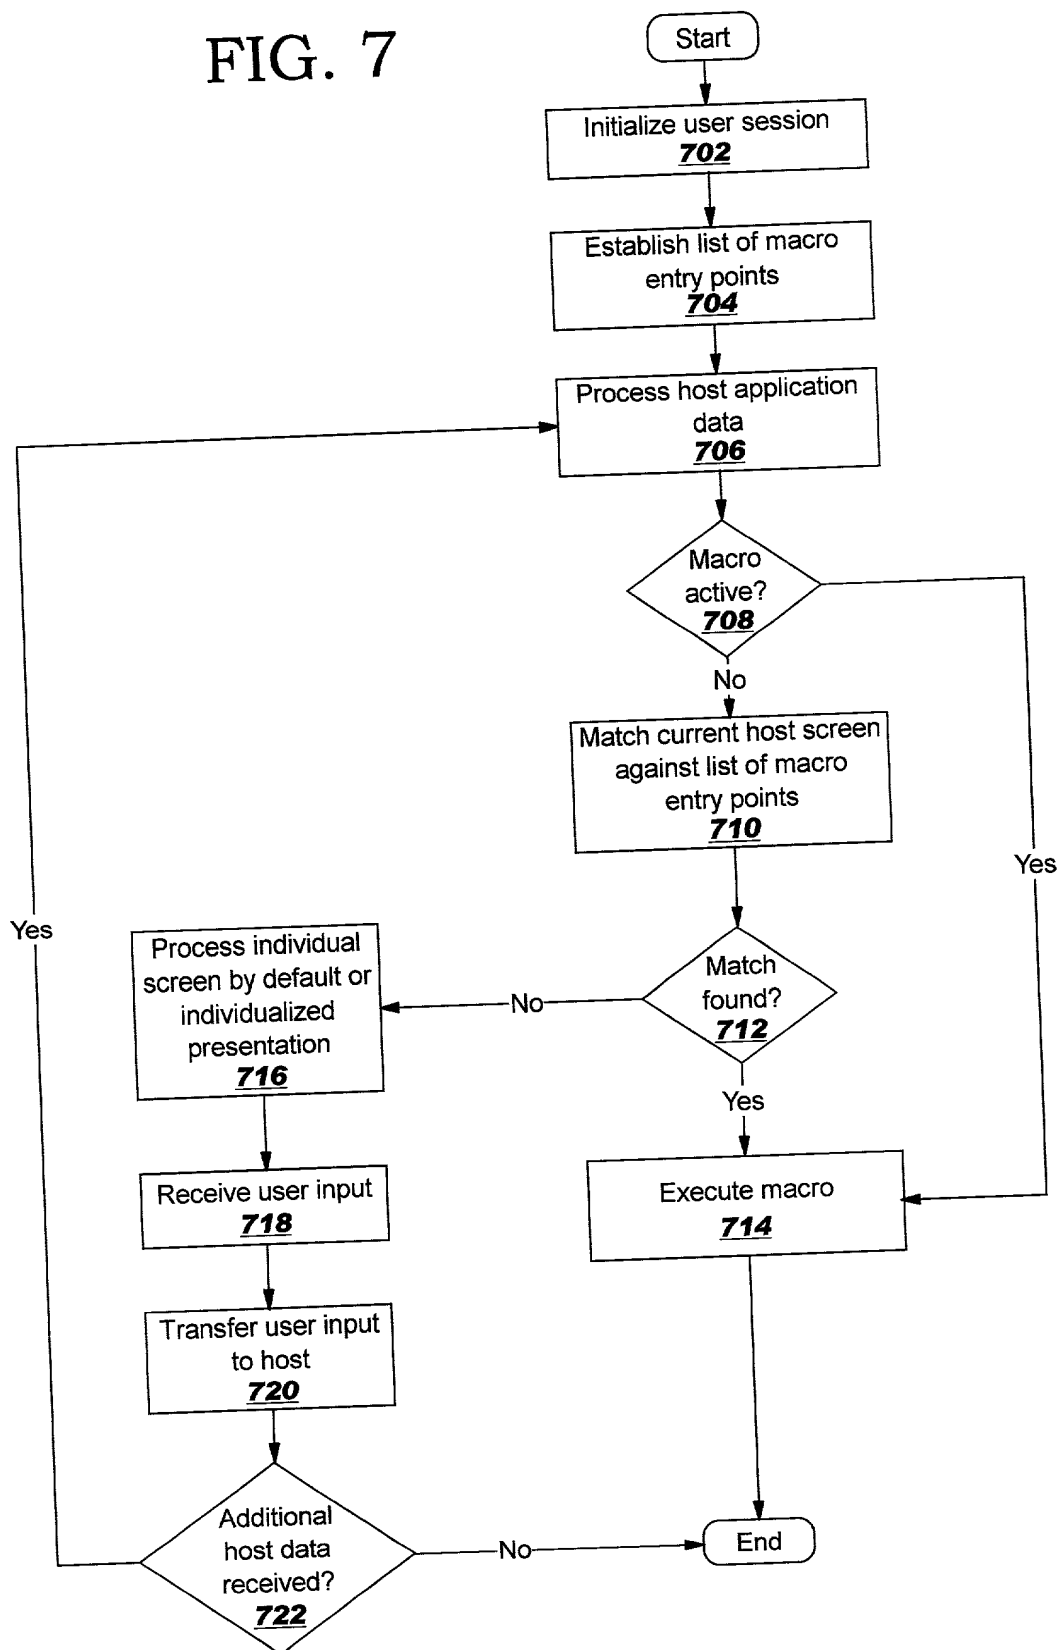 FIG. 7
Start
Initialize user session
702
Establish list of macro
entry points
704
Process host application
data
706
Macro
active?
708
No
Yes
Match current host screen
against list of macro
entry points
710
Match
found?
712
No
Yes
Process individual
screen by default or
individualized
presentation
716
Yes
Receive user input
718
Execute macro
714
Transfer user input
to host
720
Additional
host data
received?
722
No
End